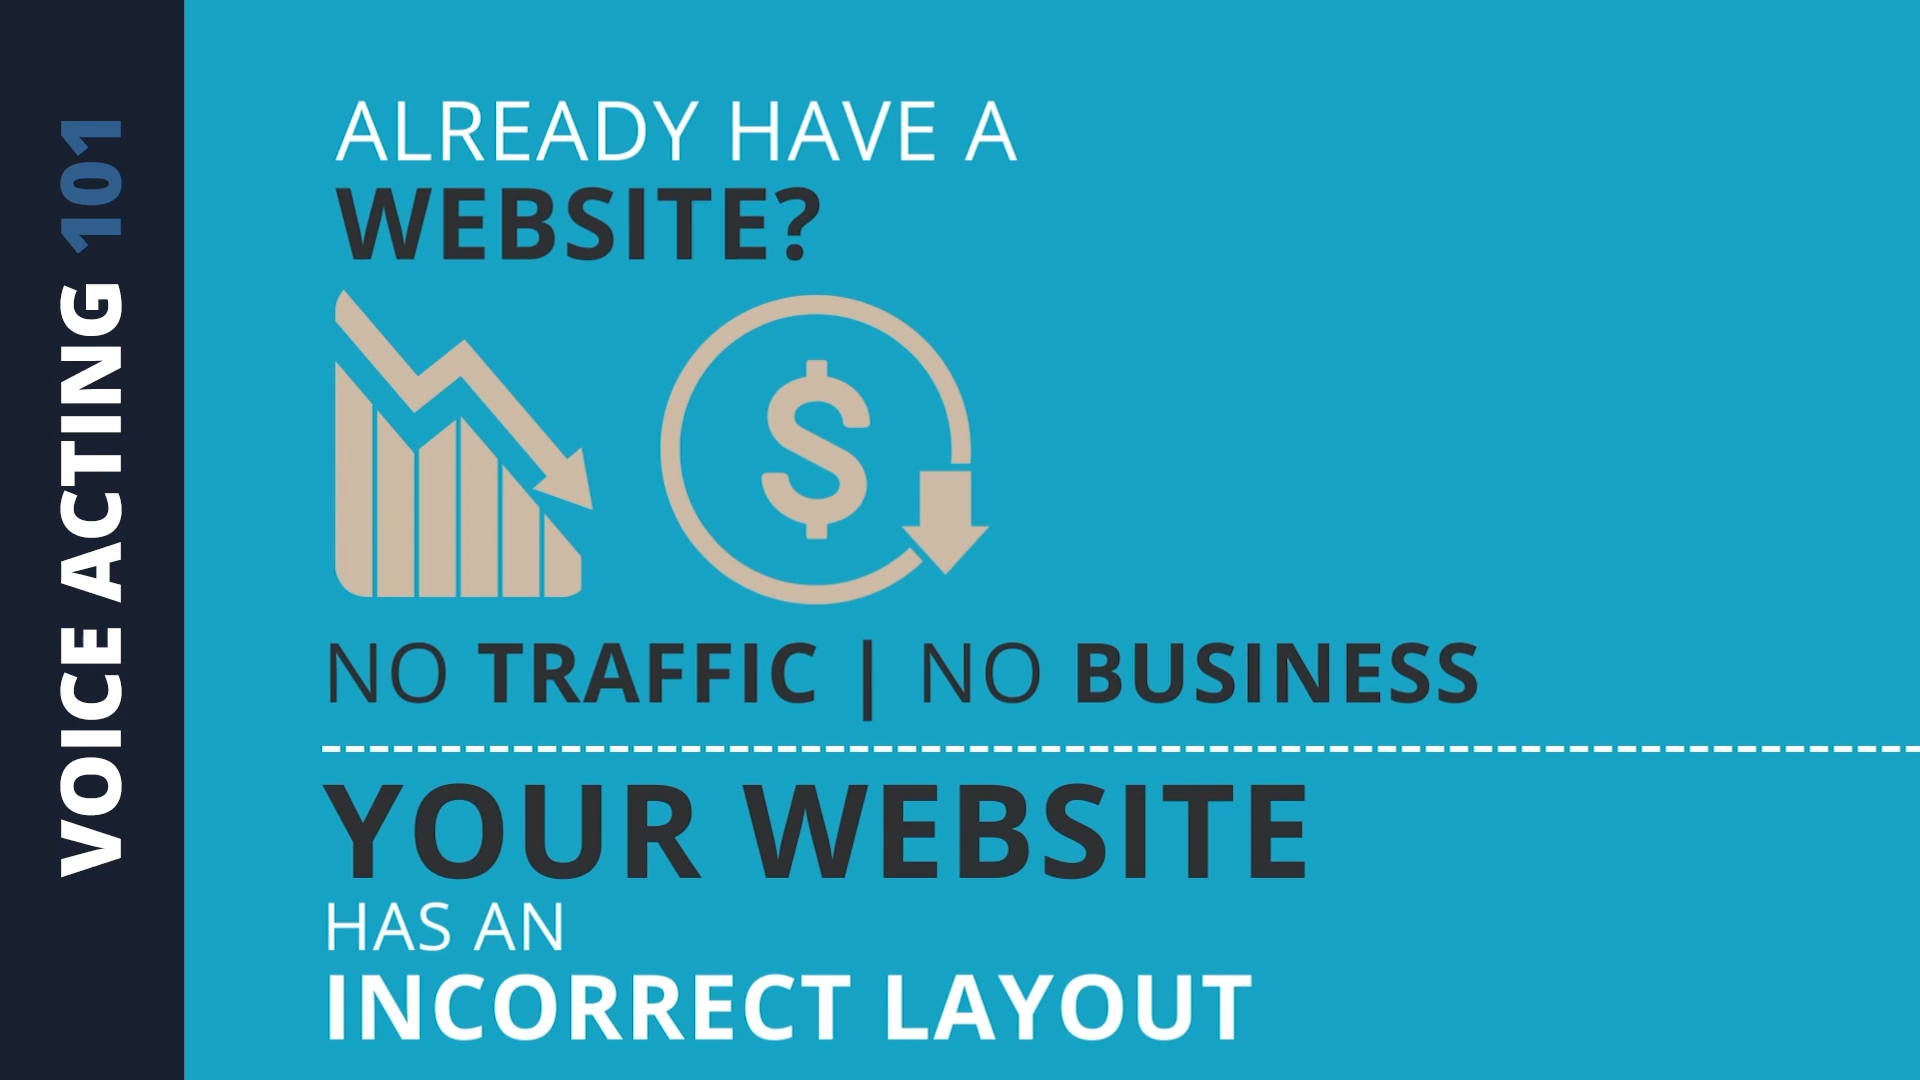 VOICE ACTING 101
ALREADY HAVE A
WEBSITE?
$
NO TRAFFIC | NO BUSINESS
YOUR WEBSITE
HAS AN
INCORRECT LAYOUT